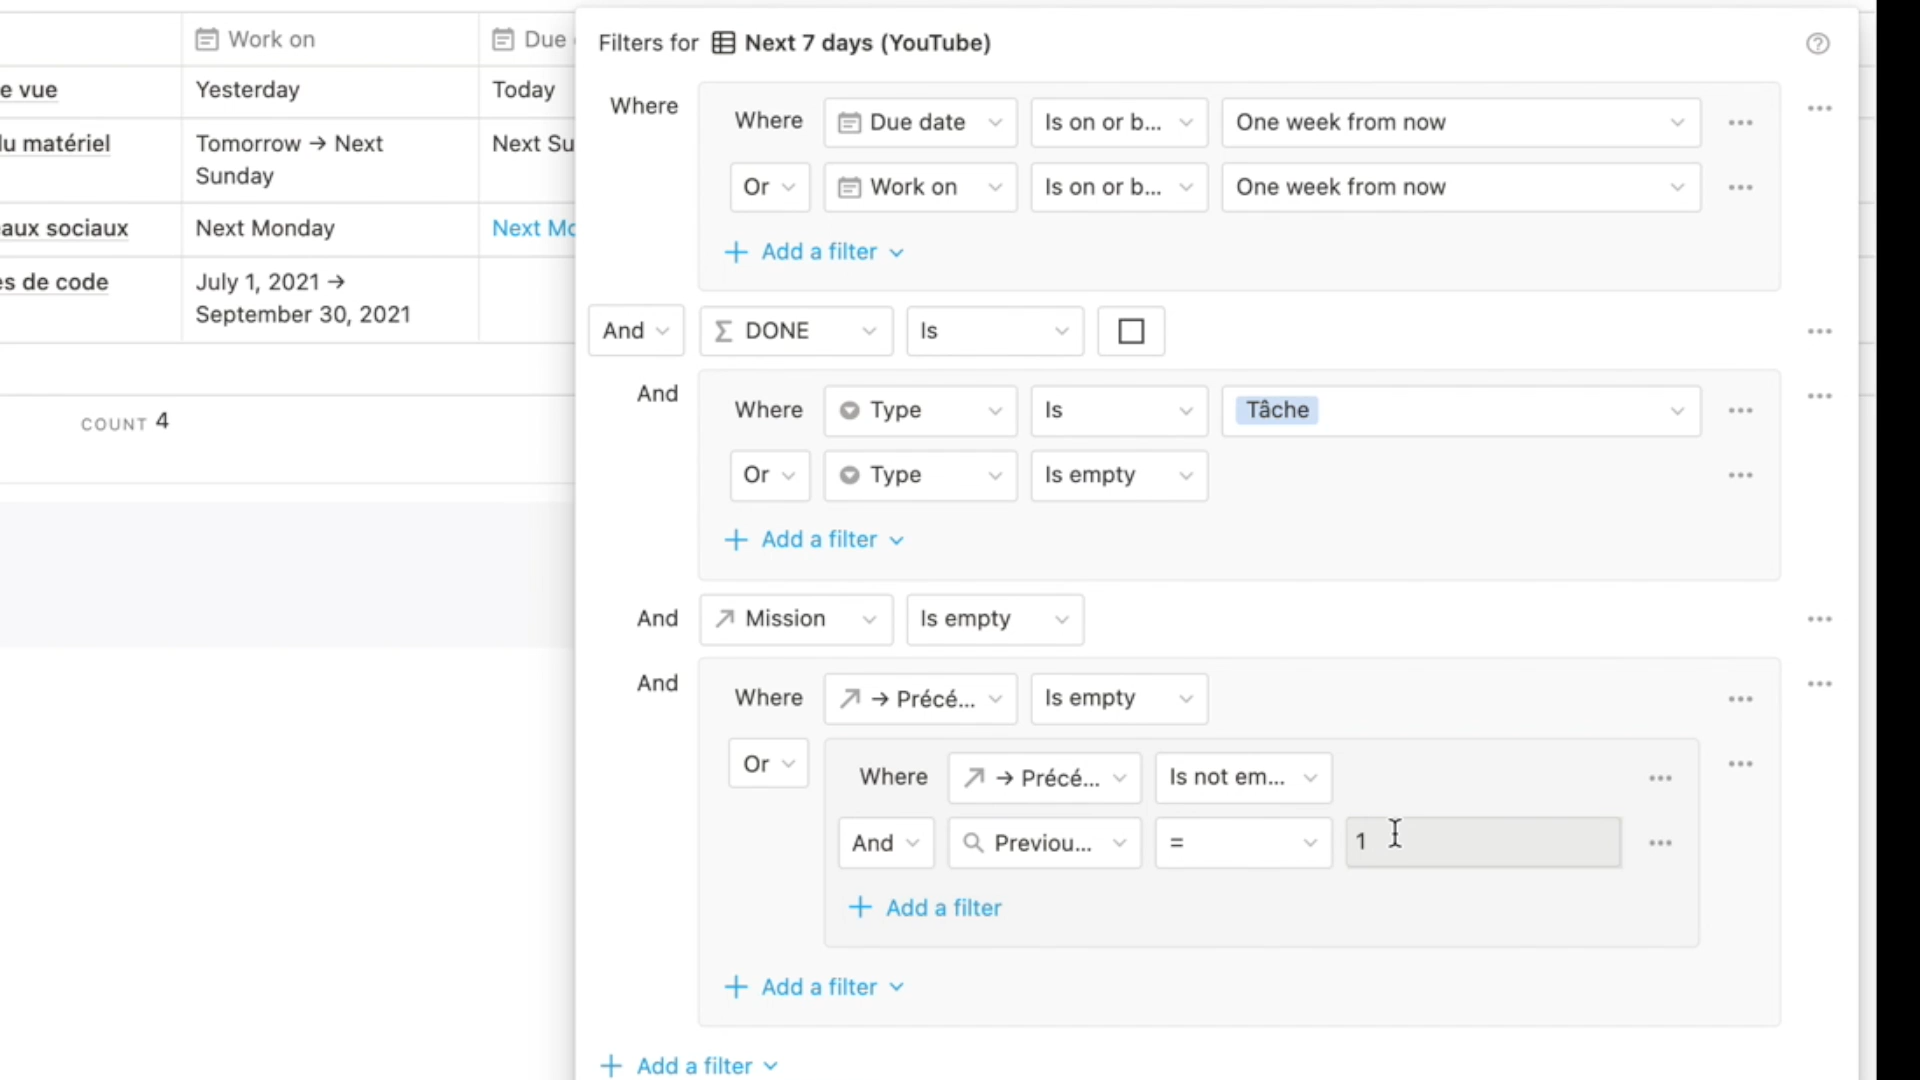 Work on
Due
e vue
Yesterday
Today
du matériel
Tomorrow → Next
Sunday
Next Su
eaux sociaux
Next Monday
Next Mo
es de code
July 1, 2021 →
September 30, 2021
COUNT 4
Filters for Next 7 days (YouTube)
Where
Where Due date Is on or b... One week from now
Or Work on Is on or b... One week from now
+ Add a filter
And Σ DONE Is
And
Where Type Is Tâche
Or Type Is empty
+ Add a filter
And Mission Is empty
And
Where → Précé... Is empty
Or
Where → Précé... Is not em...
And Previou... = 1
+ Add a filter
+ Add a filter
+ Add a filter